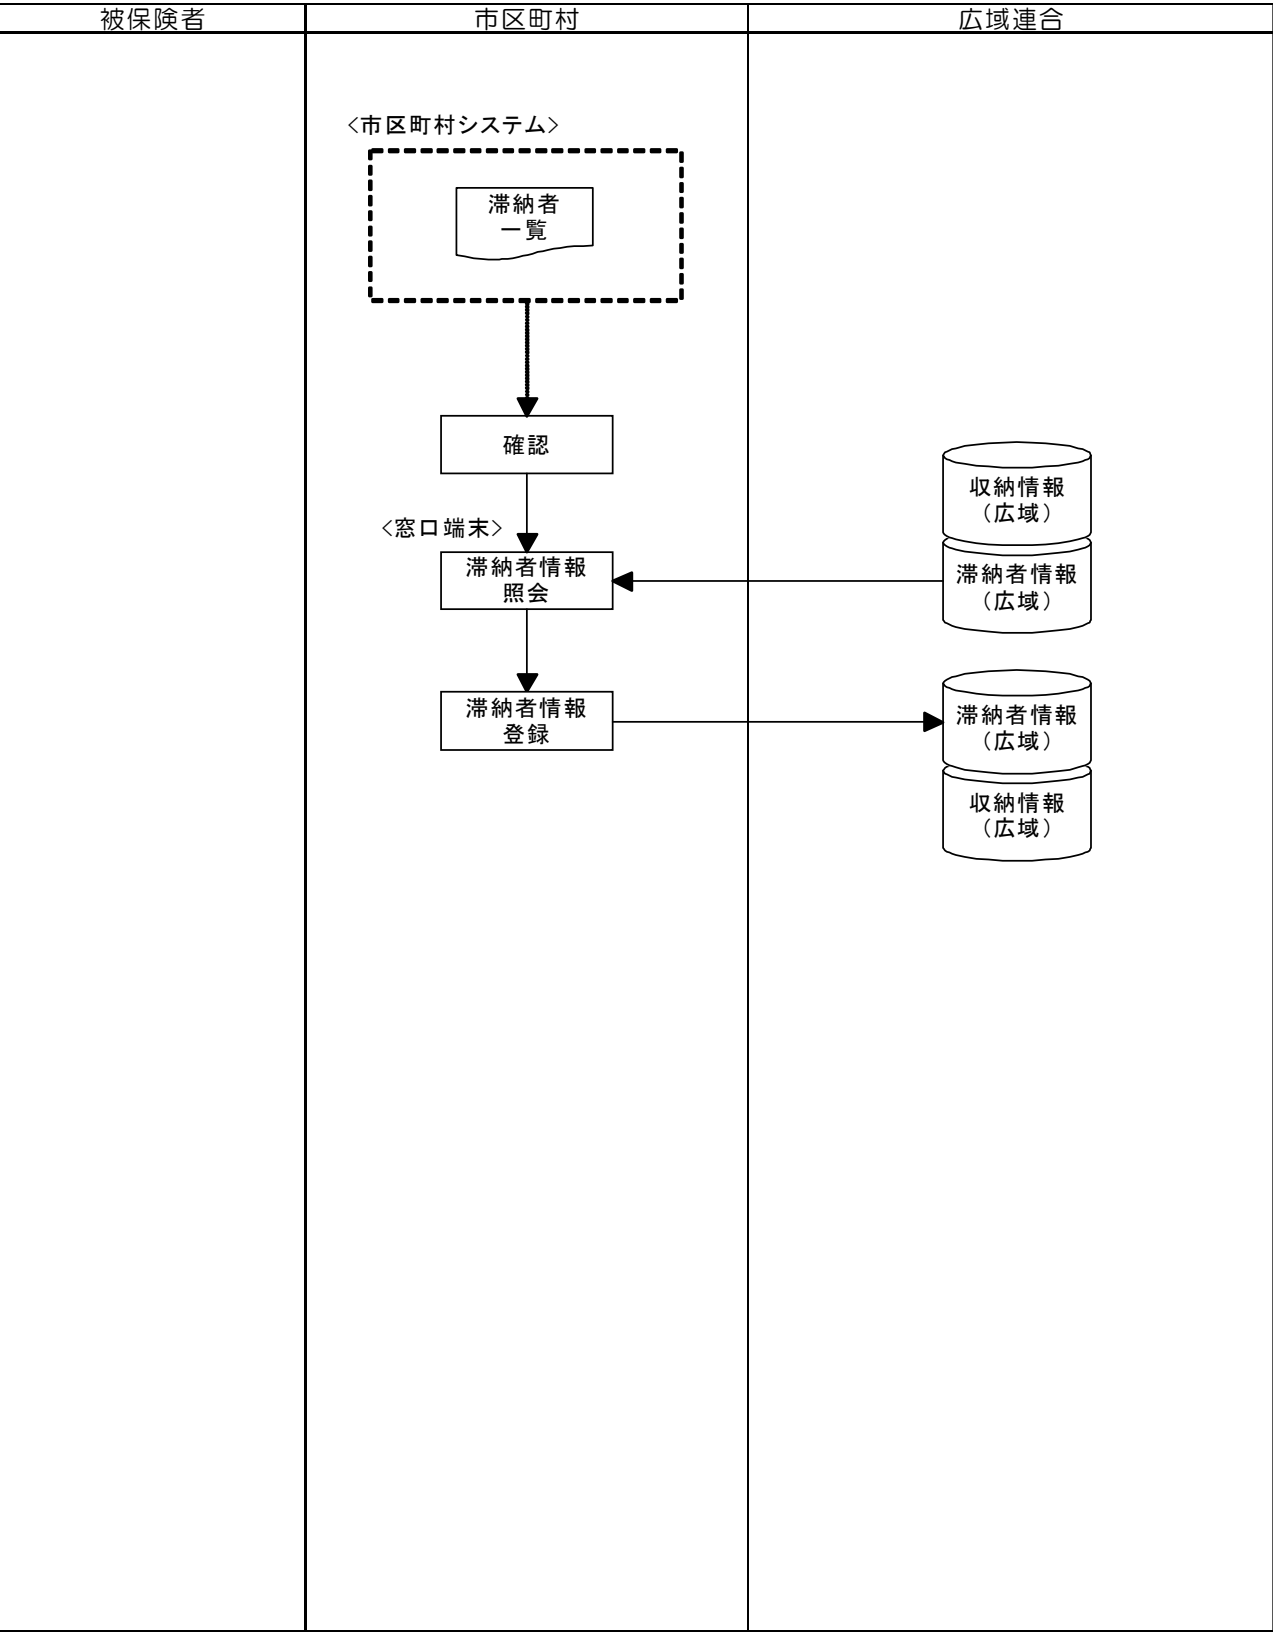 被保険者
市区町村
広域連合
<市区町村システム>
滞納者
一覧
確認
<窓口端末>
滞納者情報
照会
収納情報
（広域）
滞納者情報
（広域）
滞納者情報
登録
滞納者情報
（広域）
収納情報
（広域）